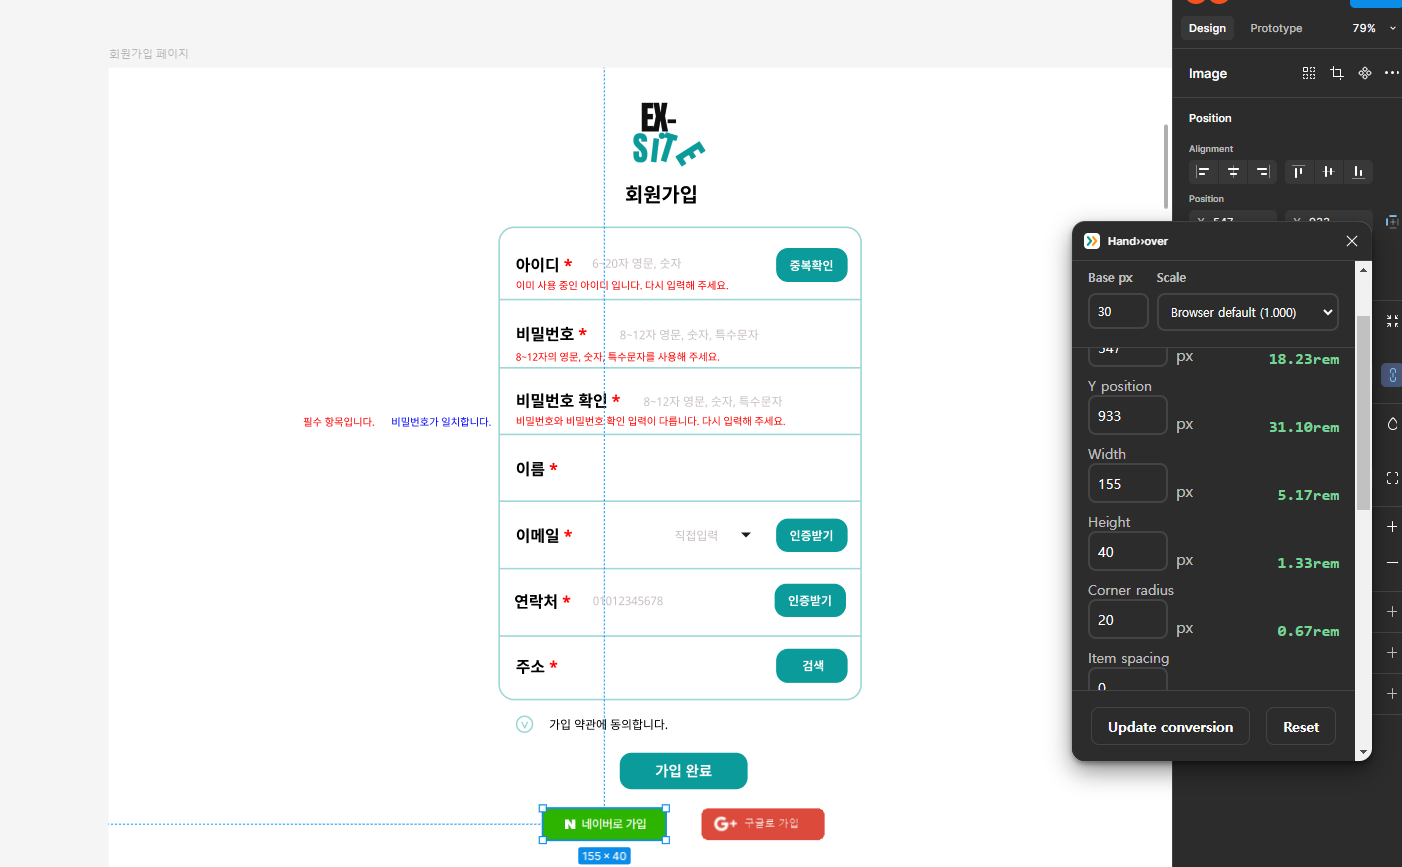 회원가입 페이지
EX-
SiTE
회원가입
아이디 * 6~20자 영문, 숫자 중복확인
이미 사용 중인 아이디 입니다. 다시 입력해 주세요.
비밀번호 * 8~12자 영문, 숫자, 특수문자
8~12자의 영문, 숫자, 특수문자를 사용해 주세요.
비밀번호 확인 * 8~12자 영문, 숫자, 특수문자
필수 항목입니다. 비밀번호가 일치합니다. 비밀번호와 비밀번호 확인 입력이 다릅니다. 다시 입력해 주세요.
이름 *
이메일 * 직접입력 인증받기
연락처 * 01012345678 인증받기
주소 * 검색
V 가입 약관에 동의합니다.
가입 완료
N 네이버로 가입
G+ 구글로 가입
155 × 40
Design Prototype 79%
Image
Position
Alignment
Position
X 547 Y 933
Hand»over
Base px Scale
30 Browser default (1.000)
547 px 18.23rem
Y position
933 px 31.10rem
Width
155 px 5.17rem
Height
40 px 1.33rem
Corner radius
20 px 0.67rem
Item spacing
0
Update conversion Reset